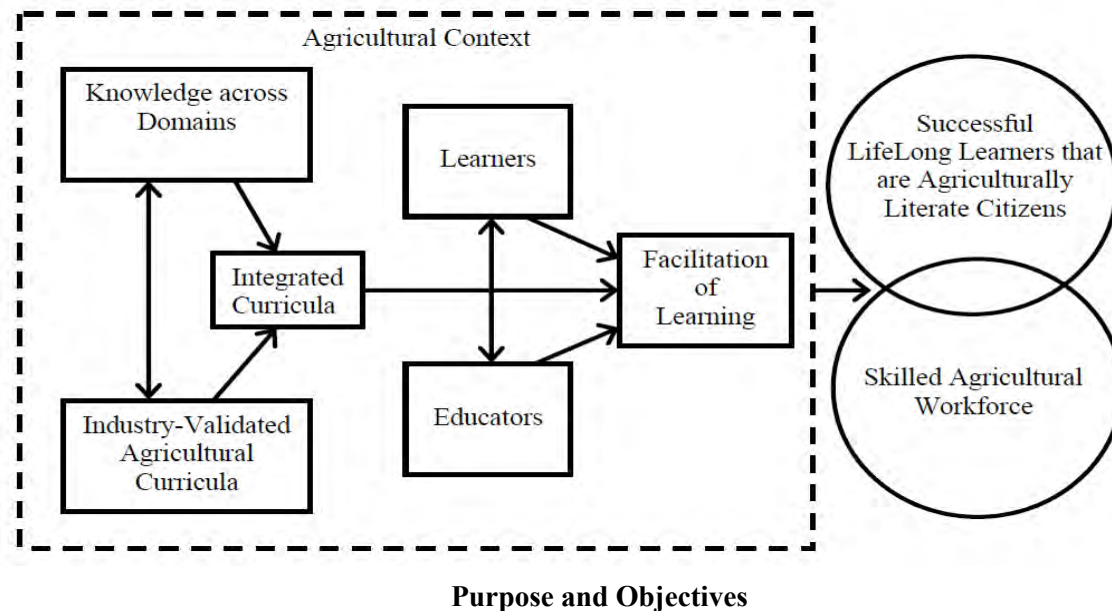 Agricultural Context
Knowledge across
Domains
Industry-Validated
Agricultural
Curricula
Integrated
Curricula
Learners
Educators
Facilitation
of
Learning
Successful
LifeLong Learners that
are Agriculturally
Literate Citizens
Skilled Agricultural
Workforce
Purpose and Objectives